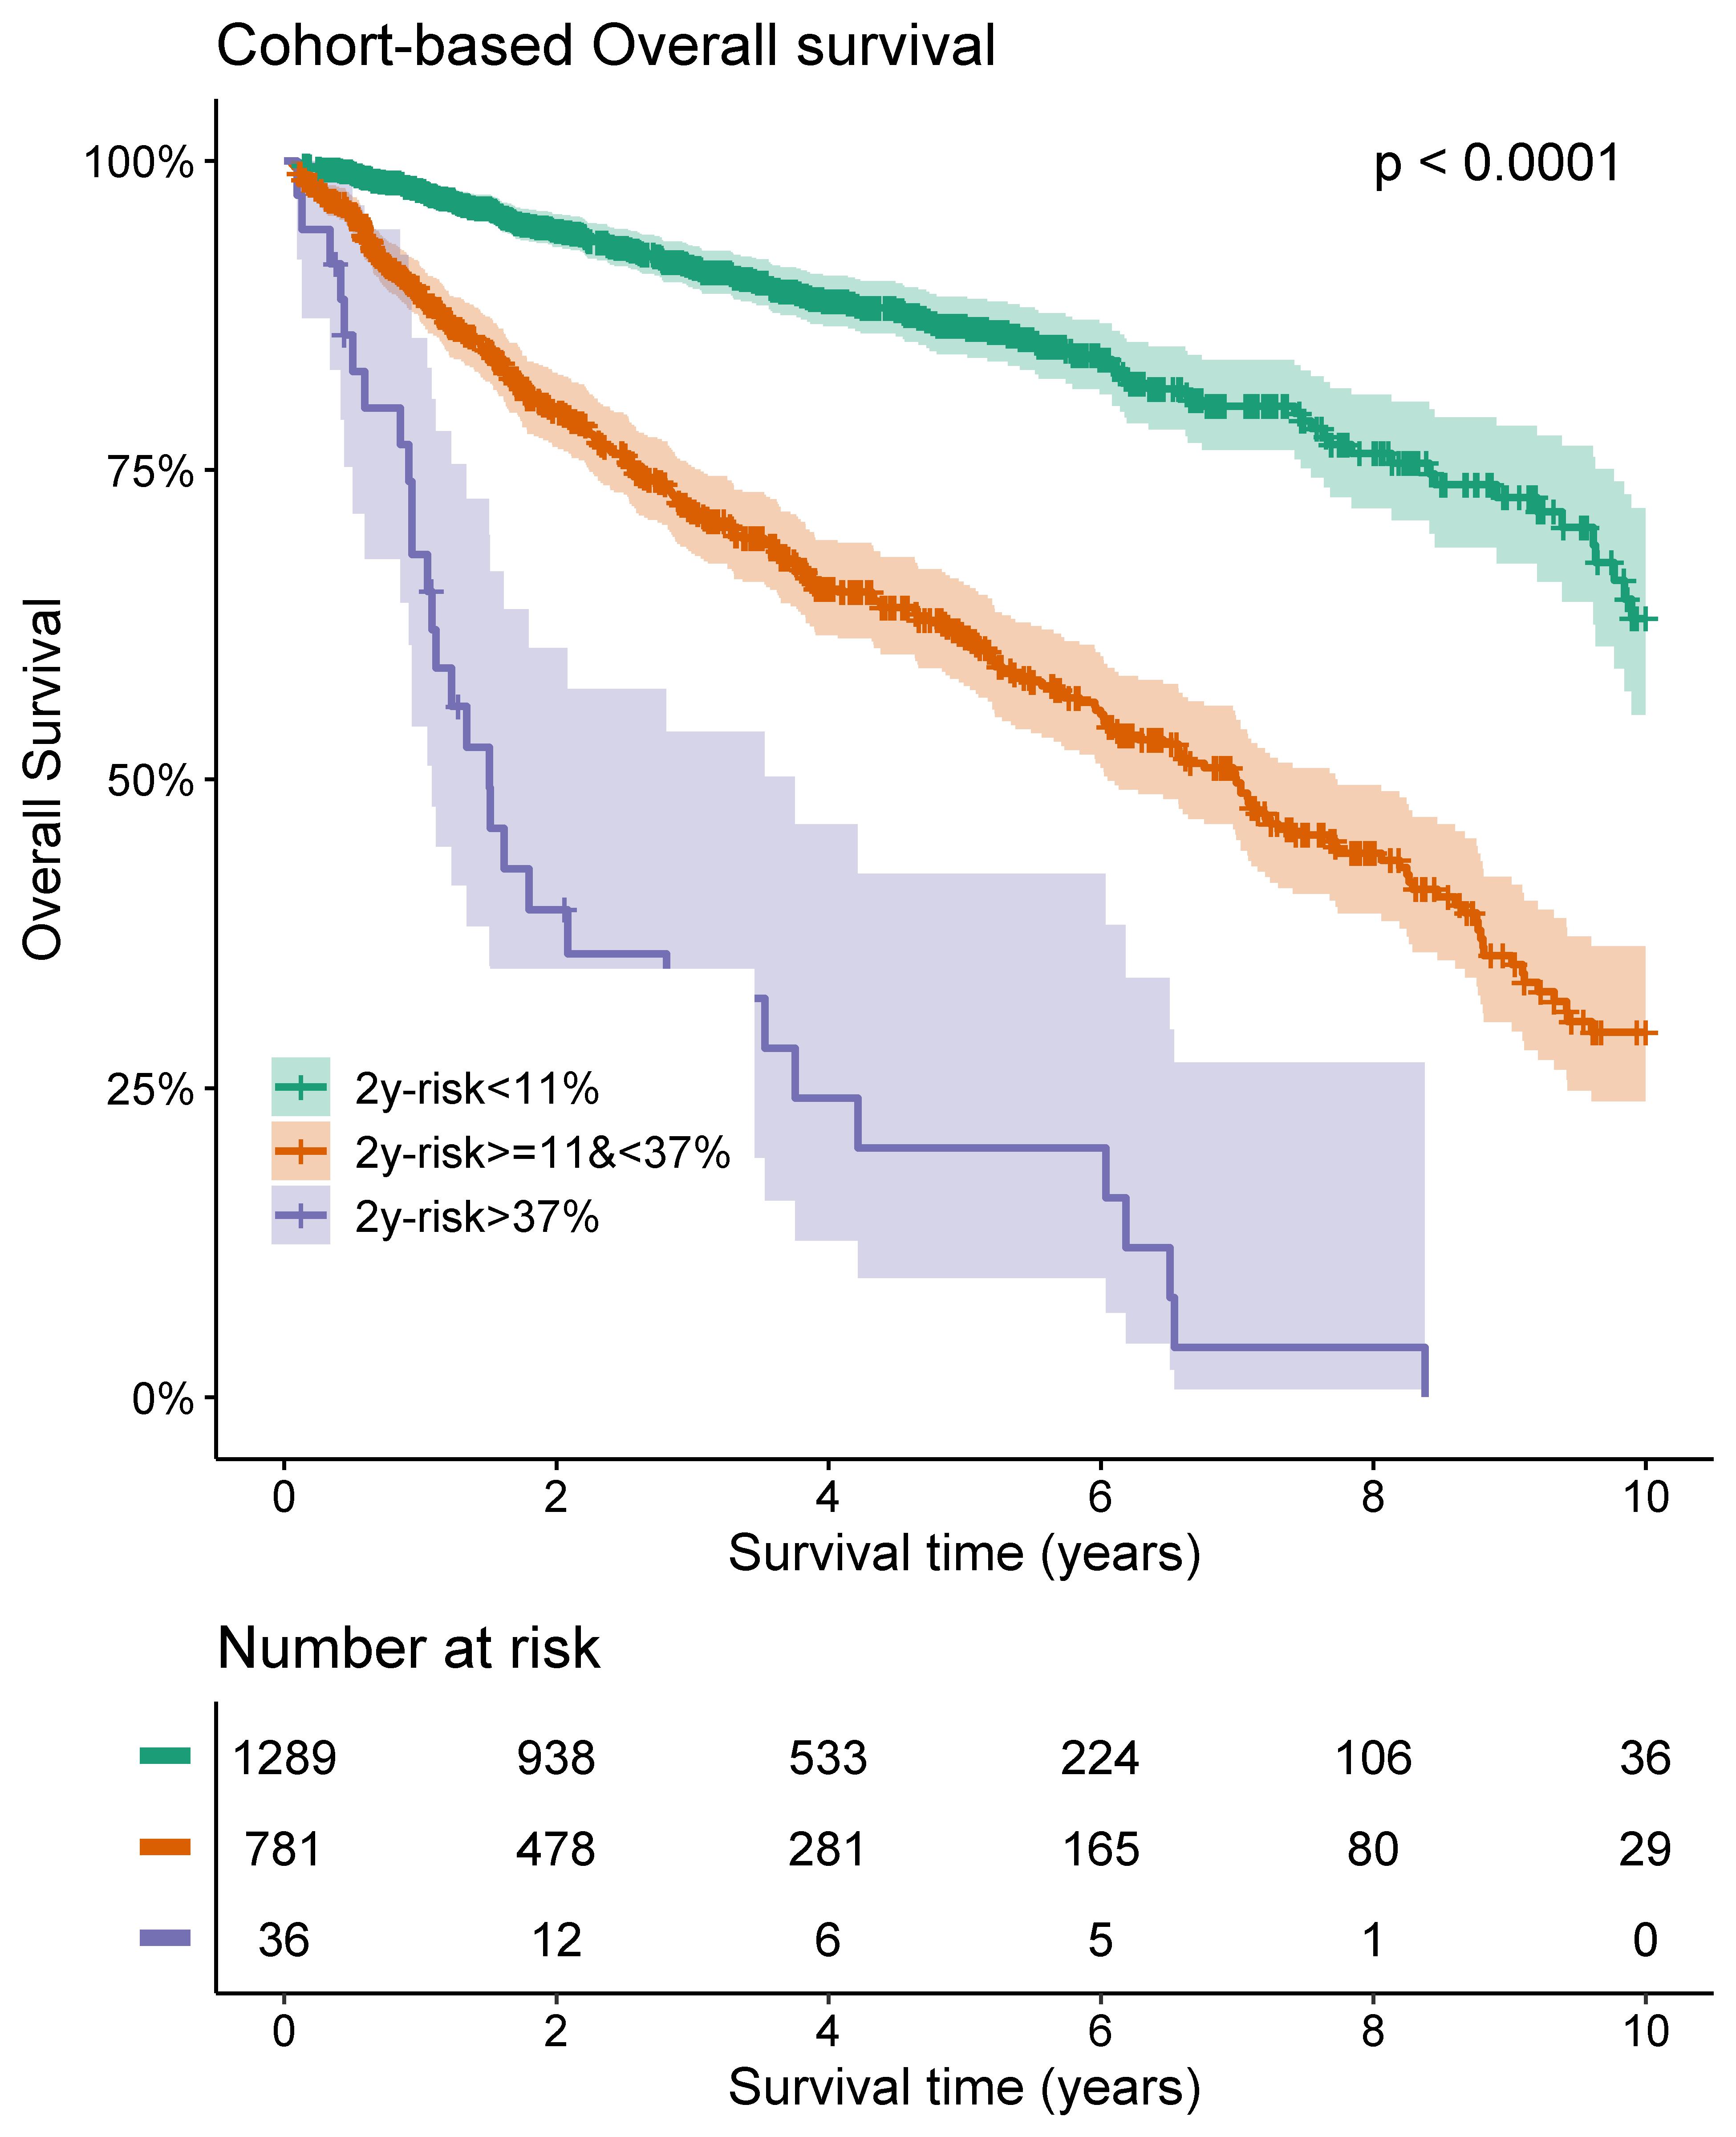 Cohort-based Overall survival
p < 0.0001
100%
75%
50%
25%
0%
Overall Survival
2y-risk<11%
2y-risk>=11&<37%
2y-risk>37%
0 2 4 6 8 10
Survival time (years)
Number at risk
1289 938 533 224 106 36
781 478 281 165 80 29
36 12 6 5 1 0
0 2 4 6 8 10
Survival time (years)